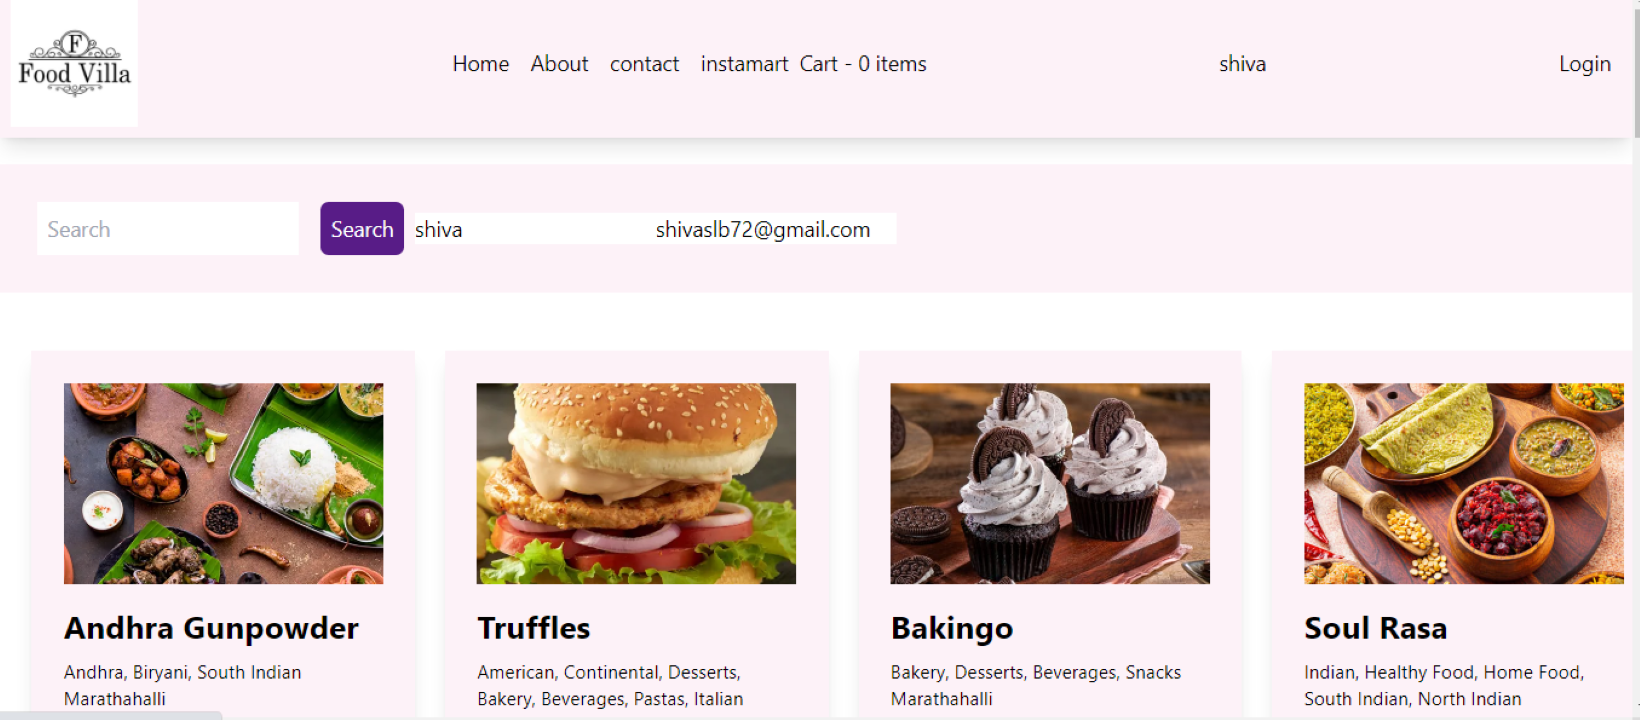 F
Food Villa
Home About contact instamart Cart - 0 items shiva Login
Search Search shiva shivaslb72@gmail.com
Andhra Gunpowder
Andhra, Biryani, South Indian
Marathahalli
Truffles
American, Continental, Desserts,
Bakery, Beverages, Pastas, Italian
Bakingo
Bakery, Desserts, Beverages, Snacks
Marathahalli
Soul Rasa
Indian, Healthy Food, Home Food,
South Indian, North Indian